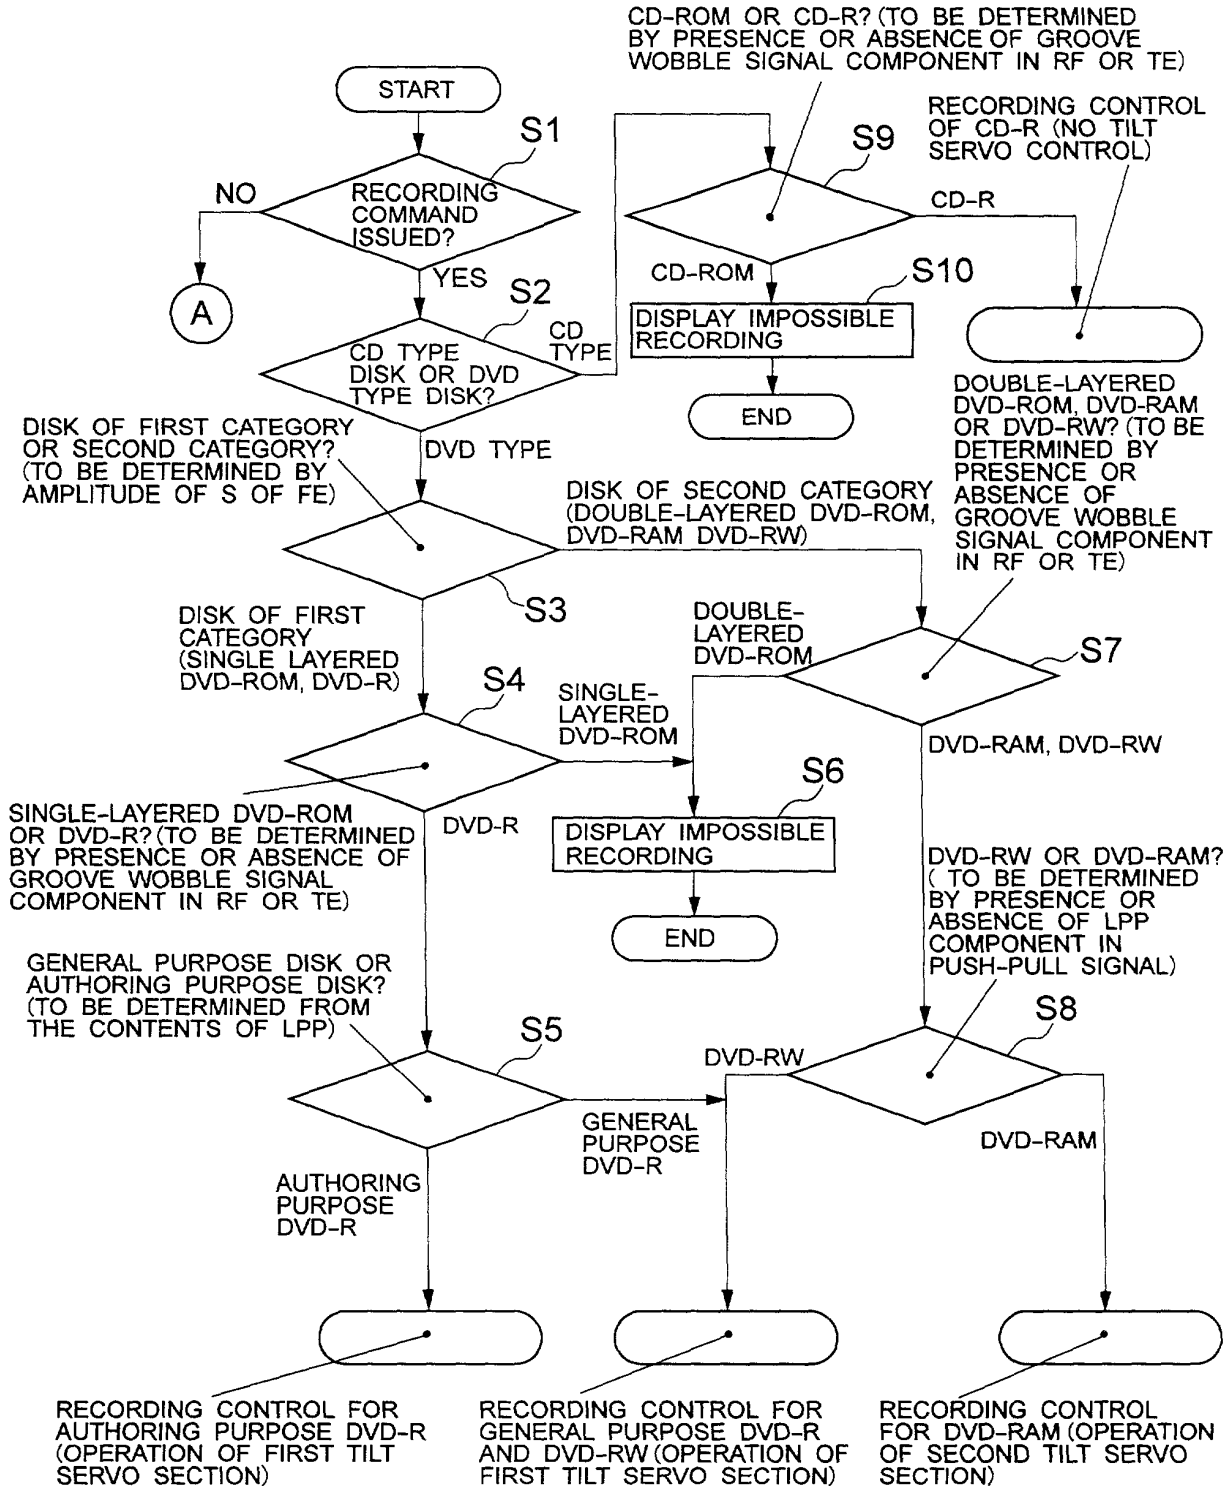 CD-ROM OR CD-R? (TO BE DETERMINED
BY PRESENCE OR ABSENCE OF GROOVE
WOBBLE SIGNAL COMPONENT IN RF OR TE)
START
RECORDING CONTROL
OF CD-R (NO TILT
SERVO CONTROL)
S1
S9
NO
RECORDING
COMMAND
ISSUED?
CD-R
YES
CD-ROM
S10
A
S2
DISPLAY IMPOSSIBLE
RECORDING
CD
TYPE
CD TYPE
DISK OR DVD
TYPE DISK?
END
DOUBLE-LAYERED
DVD-ROM, DVD-RAM
OR DVD-RW? (TO BE
DETERMINED BY
PRESENCE OR
ABSENCE OF
GROOVE WOBBLE
SIGNAL COMPONENT
IN RF OR TE)
DISK OF FIRST CATEGORY
OR SECOND CATEGORY?
(TO BE DETERMINED BY
AMPLITUDE OF S OF FE)
DVD TYPE
DISK OF SECOND CATEGORY
(DOUBLE-LAYERED DVD-ROM,
DVD-RAM DVD-RW)
S3
DISK OF FIRST
CATEGORY
(SINGLE LAYERED
DVD-ROM, DVD-R)
DOUBLE-
LAYERED
DVD-ROM
S7
S4
SINGLE-
LAYERED
DVD-ROM
DVD-RAM, DVD-RW
S6
SINGLE-LAYERED DVD-ROM
OR DVD-R? (TO BE DETERMINED
BY PRESENCE OR ABSENCE OF
GROOVE WOBBLE SIGNAL
COMPONENT IN RF OR TE)
DVD-R
DISPLAY IMPOSSIBLE
RECORDING
DVD-RW OR DVD-RAM?
( TO BE DETERMINED
BY PRESENCE OR
ABSENCE OF LPP
COMPONENT IN
PUSH-PULL SIGNAL)
END
GENERAL PURPOSE DISK OR
AUTHORING PURPOSE DISK?
(TO BE DETERMINED FROM
THE CONTENTS OF LPP)
S5
S8
DVD-RW
GENERAL
PURPOSE
DVD-R
DVD-RAM
AUTHORING
PURPOSE
DVD-R
RECORDING CONTROL FOR
AUTHORING PURPOSE DVD-R
(OPERATION OF FIRST TILT
SERVO SECTION)
RECORDING CONTROL FOR
GENERAL PURPOSE DVD-R
AND DVD-RW (OPERATION OF
FIRST TILT SERVO SECTION)
RECORDING CONTROL
FOR DVD-RAM (OPERATION
OF SECOND TILT SERVO
SECTION)